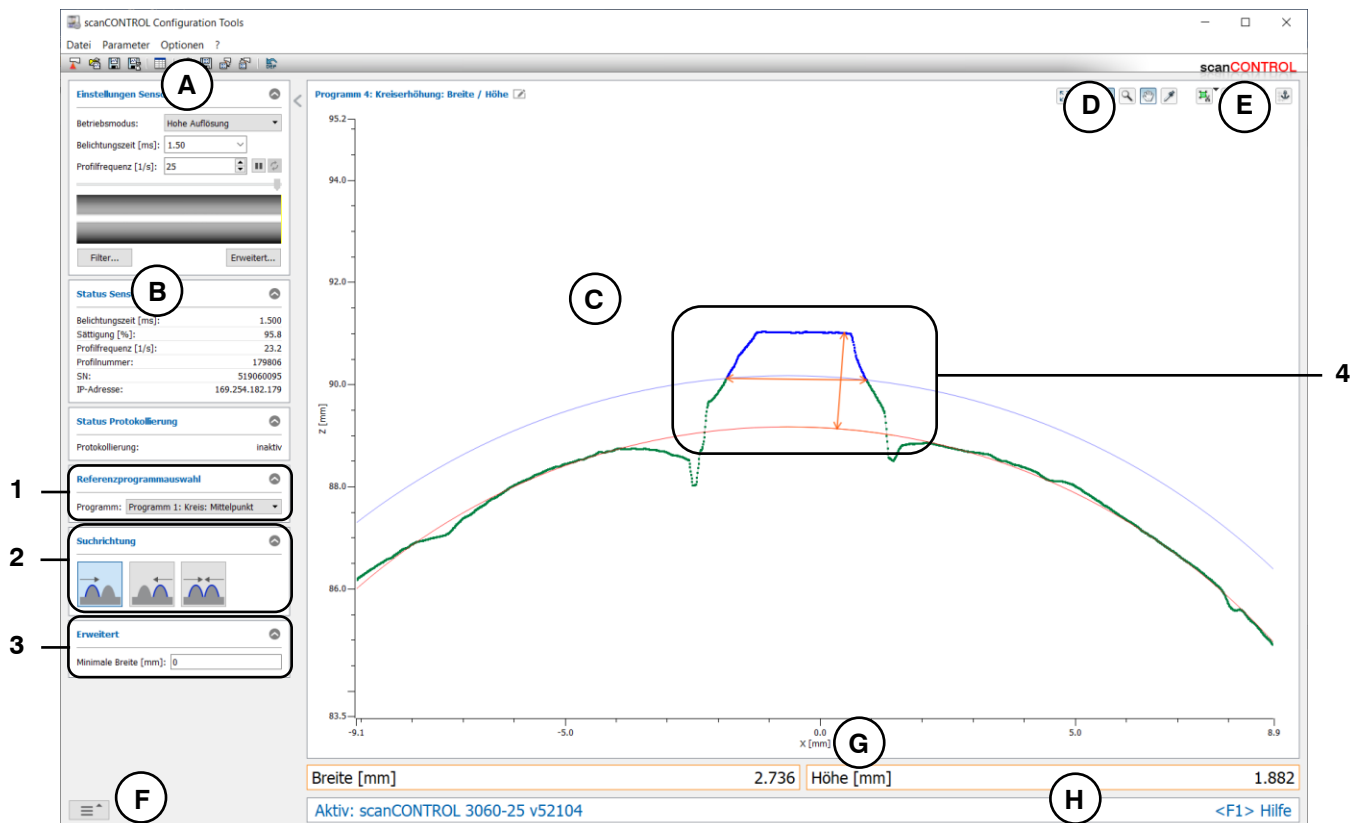 scanCONTROL Configuration Tools
Datei Parameter Optionen ?
scanCONTROL
A
Einstellungen Senso
Betriebsmodus: Hohe Auflösung
Belichtungszeit [ms]: 1.50
Profilfrequenz [1/s]: 25
Filter... Erweitert...
B
Status Sens
Belichtungszeit [ms]: 1.500
Sättigung [%]: 95.8
Profilfrequenz [1/s]: 23.2
Profilnummer: 179806
SN: 519060095
IP-Adresse: 169.254.182.179
Status Protokollierung
Protokollierung: inaktiv
1
Referenzprogrammauswahl
Programm: Programm 1: Kreis: Mittelpunkt
2
Suchrichtung
3
Erweitert
Minimale Breite [mm]: 0
F
Programm 4: Kreiserhöhung: Breite / Höhe
D
E
C
4
95.2
94.0
92.0
90.0
88.0
86.0
83.5
Z [mm]
-9.1 -5.0 0.0 5.0 8.9
X [mm]
G
Breite [mm] 2.736 Höhe [mm] 1.882
H
Aktiv: scanCONTROL 3060-25 v52104 <F1> Hilfe